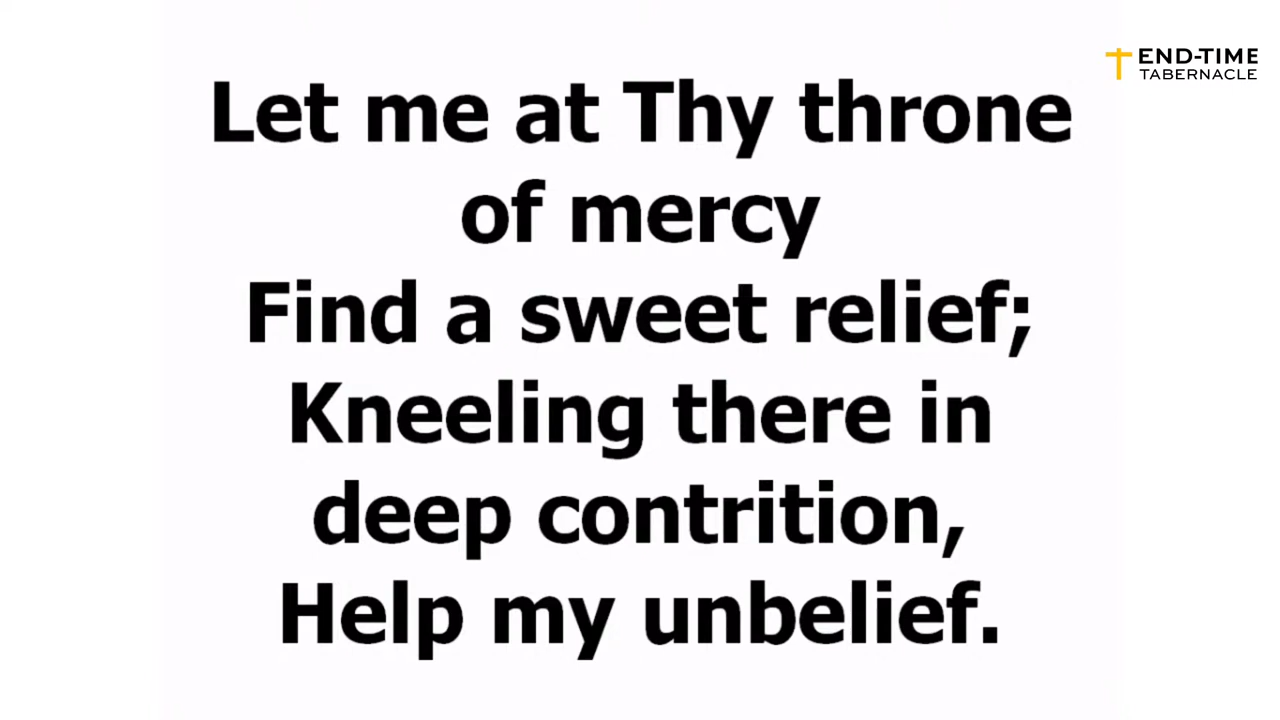 END-TIME
TABERNACLE
Let me at Thy throne
of mercy
Find a sweet relief;
Kneeling there in
deep contrition,
Help my unbelief.